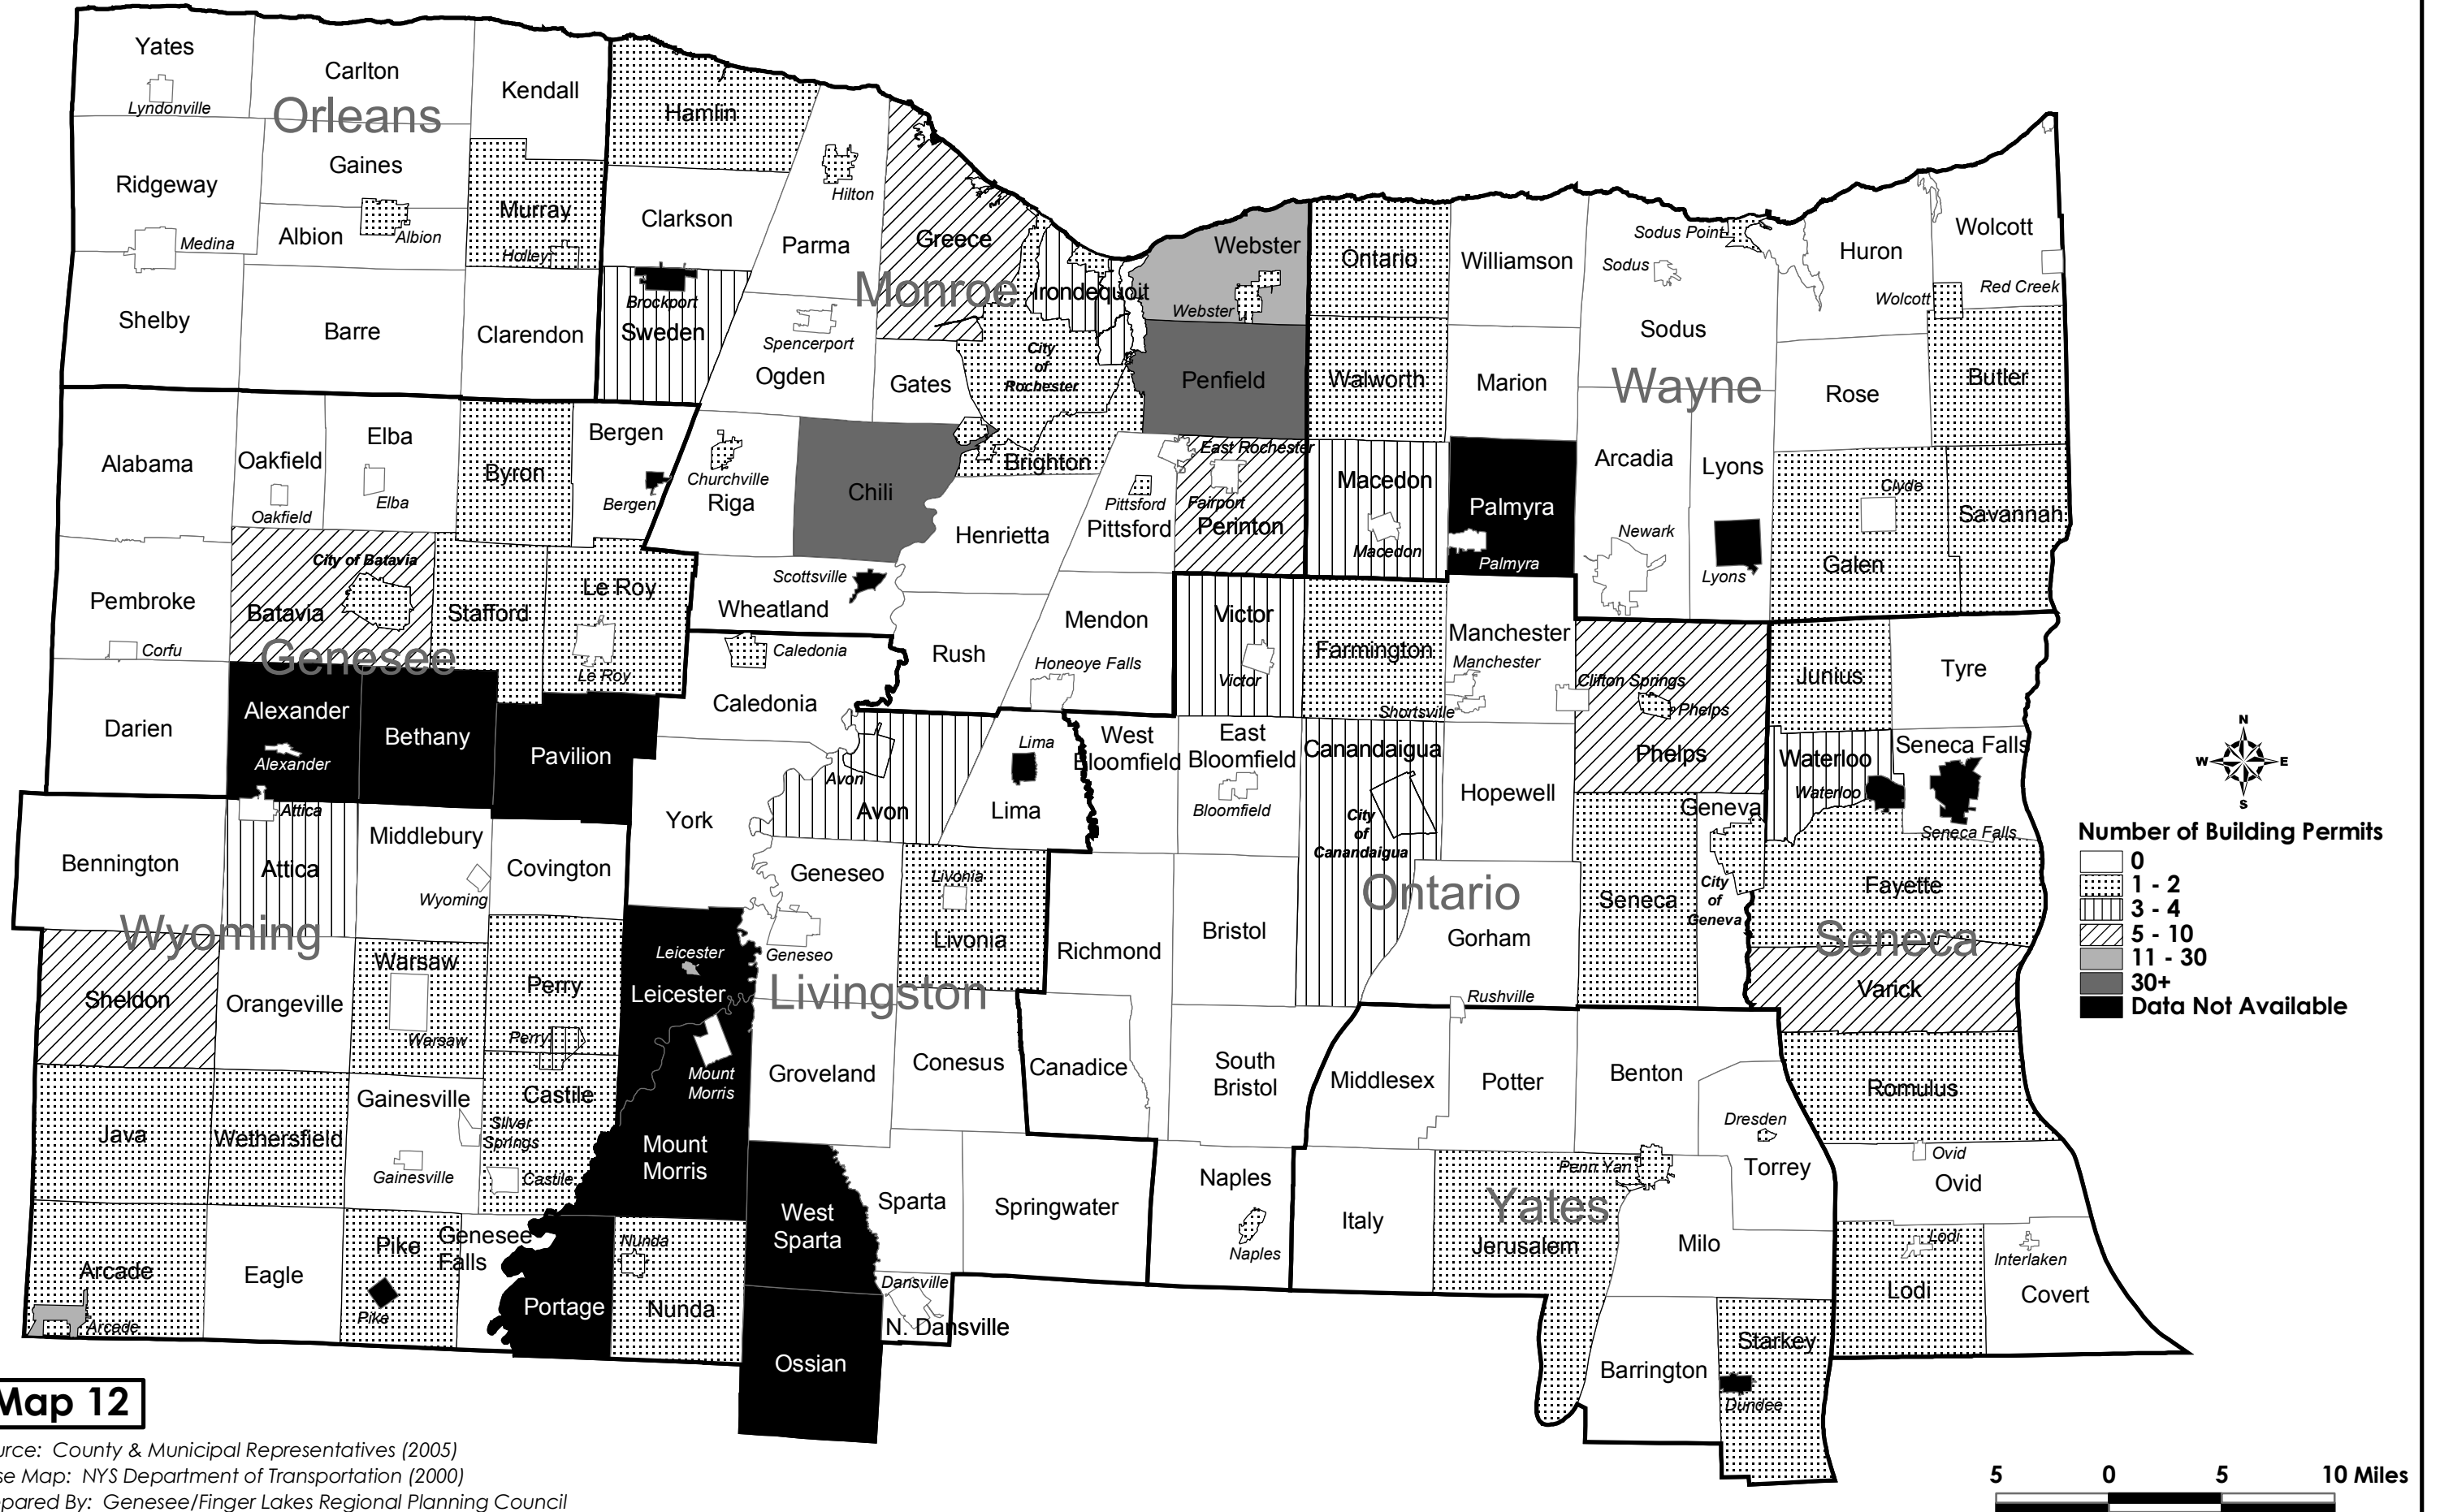 Yates
Lyndonville
Carlton
Orleans
Kendall
Hamlin
Ridgeway
Gaines
Murray
Holley
Albion
Albion
Medina
Shelby
Barre
Clarendon
Clarkson
Brockport
Sweden
Hilton
Parma
Greece
Monroe
Irondequoit
Spencerport
Ogden
Gates
City
of
Rochester
Webster
Webster
Penfield
Brighton
East Rochester
Ontario
Walworth
Williamson
Marion
Sodus Point
Sodus
Sodus
Wayne
Huron
Wolcott
Wolcott
Red Creek
Rose
Butler
Alabama
Oakfield
Oakfield
Elba
Elba
Byron
Bergen
Bergen
Churchville
Riga
Chili
Henrietta
Pittsford
Pittsford
Fairport
Perinton
Macedon
Macedon
Palmyra
Palmyra
Arcadia
Newark
Lyons
Lyons
Clyde
Galen
Savannah
Pembroke
Corfu
City of Batavia
Batavia
Genesee
Stafford
Le Roy
Le Roy
Scottsville
Wheatland
Caledonia
Caledonia
Rush
Mendon
Honeoye Falls
Victor
Victor
Farmington
Manchester
Manchester
Shortsville
Clifton Springs
Phelps
Phelps
Junius
Tyre
Darien
Alexander
Alexander
Bethany
Pavilion
York
Avon
Avon
Lima
Lima
West
Bloomfield
East
Bloomfield
Bloomfield
Canandaigua
City
of
Canandaigua
Hopewell
Geneva
Waterloo
Waterloo
Seneca Falls
Seneca Falls
Bennington
Attica
Attica
Middlebury
Wyoming
Covington
Wyoming
Geneseo
Geneseo
Livonia
Livonia
Richmond
Bristol
Ontario
Gorham
Rushville
Seneca
City
of
Geneva
Fayette
Seneca
Varick
Sheldon
Orangeville
Warsaw
Warsaw
Perry
Perry
Leicester
Leicester
Livingston
Mount
Morris
Groveland
Conesus
Canadice
South
Bristol
Middlesex
Potter
Benton
Dresden
Torrey
Romulus
Java
Wethersfield
Gainesville
Gainesville
Silver
Springs
Castile
Castile
Mount
Morris
West
Sparta
Sparta
Springwater
Naples
Naples
Italy
Penn Yan
Yates
Jerusalem
Milo
Ovid
Ovid
Arcade
Arcade
Eagle
Pike
Pike
Genesee
Falls
Portage
Nunda
Nunda
Ossian
Dansville
N. Dansville
Barrington
Starkey
Dundee
Lodi
Lodi
Interlaken
Covert
N
W
E
S
Number of Building Permits
0
1 - 2
3 - 4
5 - 10
11 - 30
30+
Data Not Available
Map 12
urce: County & Municipal Representatives (2005)
se Map: NYS Department of Transportation (2000)
epared By: Genesee/Finger Lakes Regional Planning Council
5 0 5 10 Miles